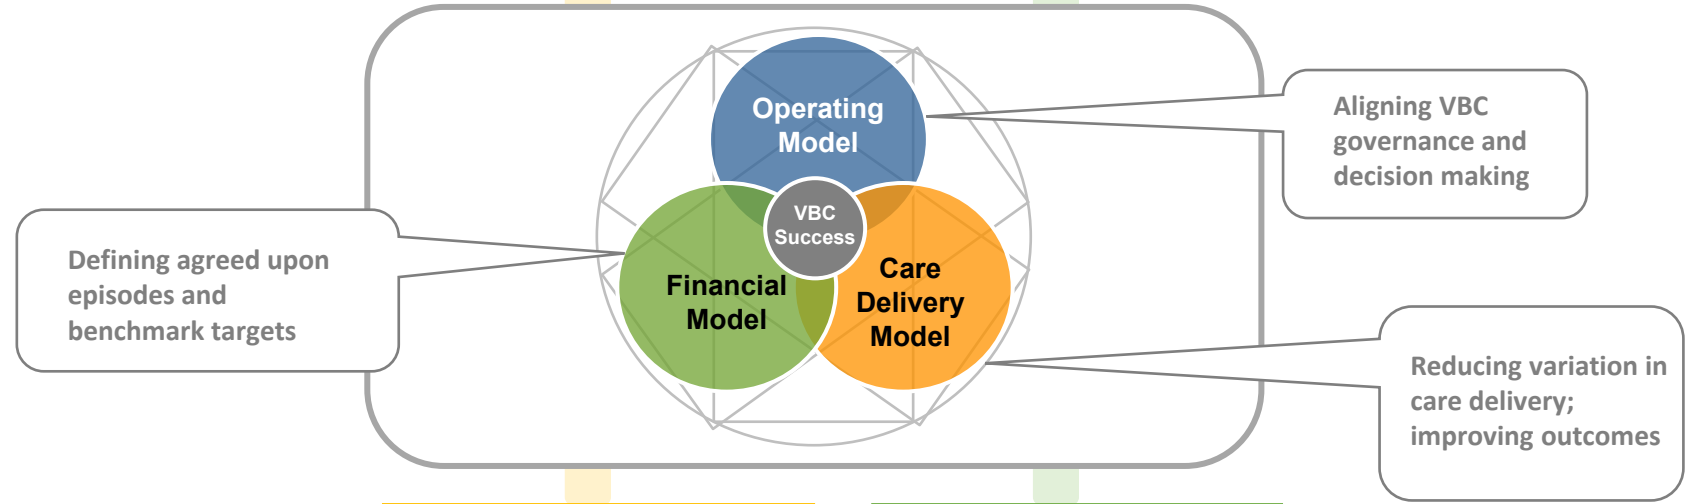 Operating
Model
Aligning VBC
governance and
decision making
VBC
Success
Defining agreed upon
episodes and
benchmark targets
Financial
Model
Care
Delivery
Model
Reducing variation in
care delivery;
improving outcomes